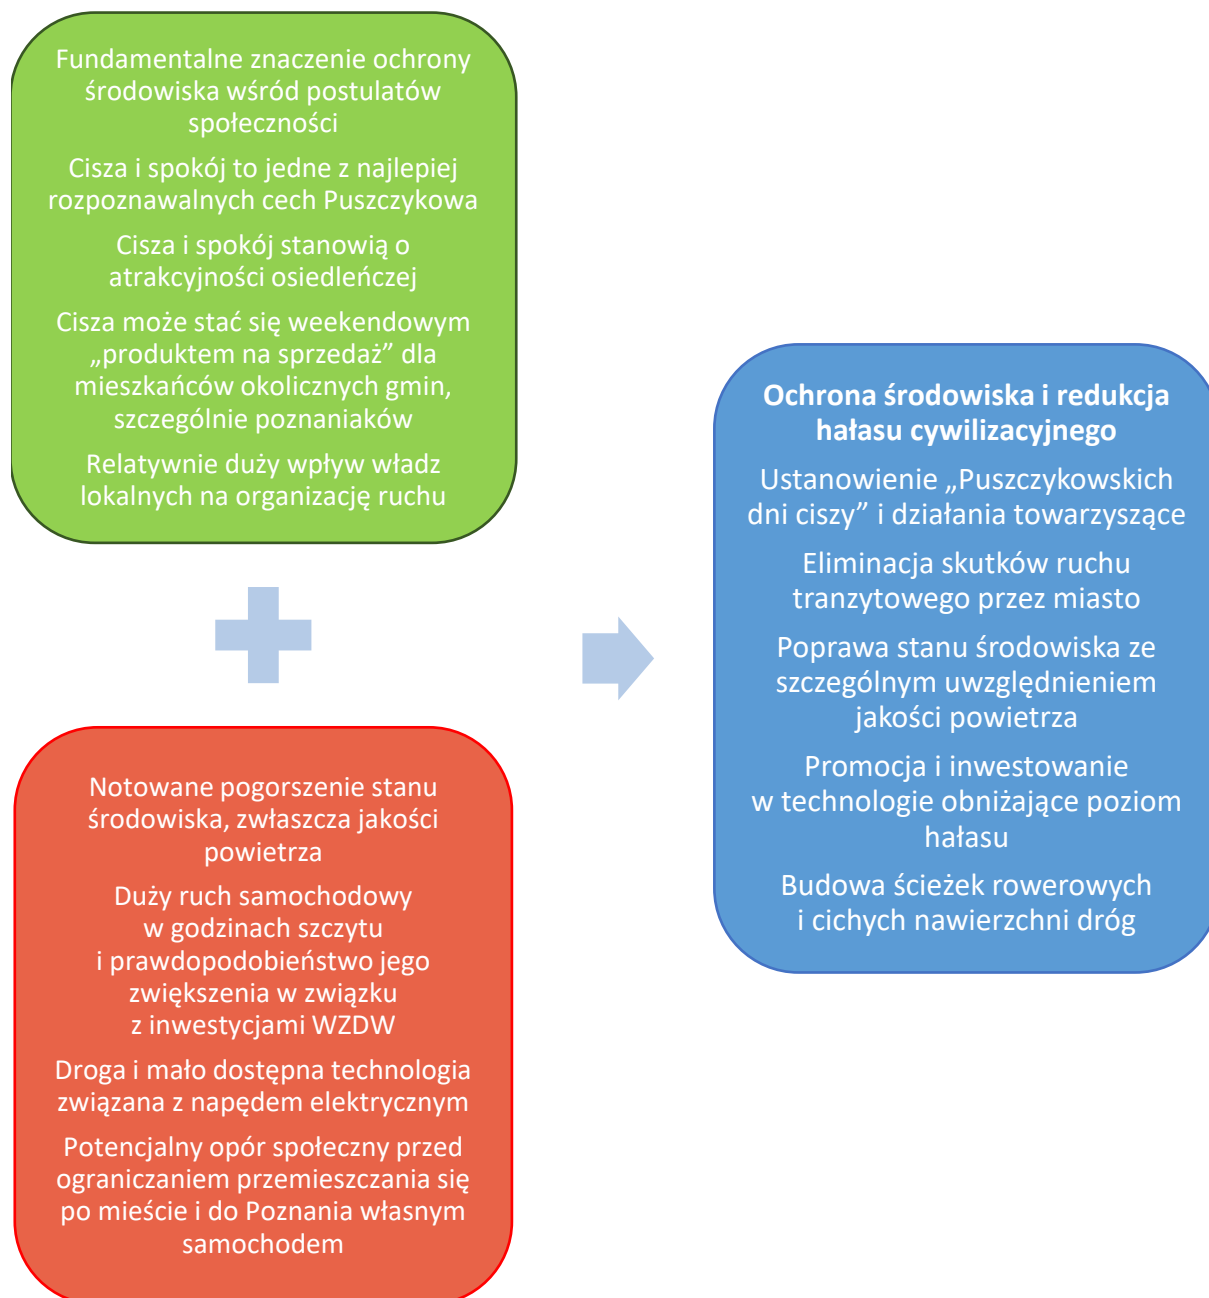 Fundamentalne znaczenie ochrony
środowiska wśród postulatów
społeczności
Cisza i spokój to jedne z najlepiej
rozpoznawalnych cech Puszczykowa
Cisza i spokój stanowią o
atrakcyjności osiedleńczej
Cisza może stać się weekendowym
„produktem na sprzedaż” dla
mieszkańców okolicznych gmin,
szczególnie poznaniaków
Relatywnie duży wpływ władz
lokalnych na organizację ruchu
Notowane pogorszenie stanu
środowiska, zwłaszcza jakości
powietrza
Duży ruch samochodowy
w godzinach szczytu
i prawdopodobieństwo jego
zwiększenia w związku
z inwestycjami WZDW
Droga i mało dostępna technologia
związana z napędem elektrycznym
Potencjalny opór społeczny przed
ograniczaniem przemieszczania się
po mieście i do Poznania własnym
samochodem
Ochrona środowiska i redukcja
hałasu cywilizacyjnego
Ustanowienie „Puszczykowskich
dni ciszy” i działania towarzyszące
Eliminacja skutków ruchu
tranzytowego przez miasto
Poprawa stanu środowiska ze
szczególnym uwzględnieniem
jakości powietrza
Promocja i inwestowanie
w technologie obniżające poziom
hałasu
Budowa ścieżek rowerowych
i cichych nawierzchni dróg